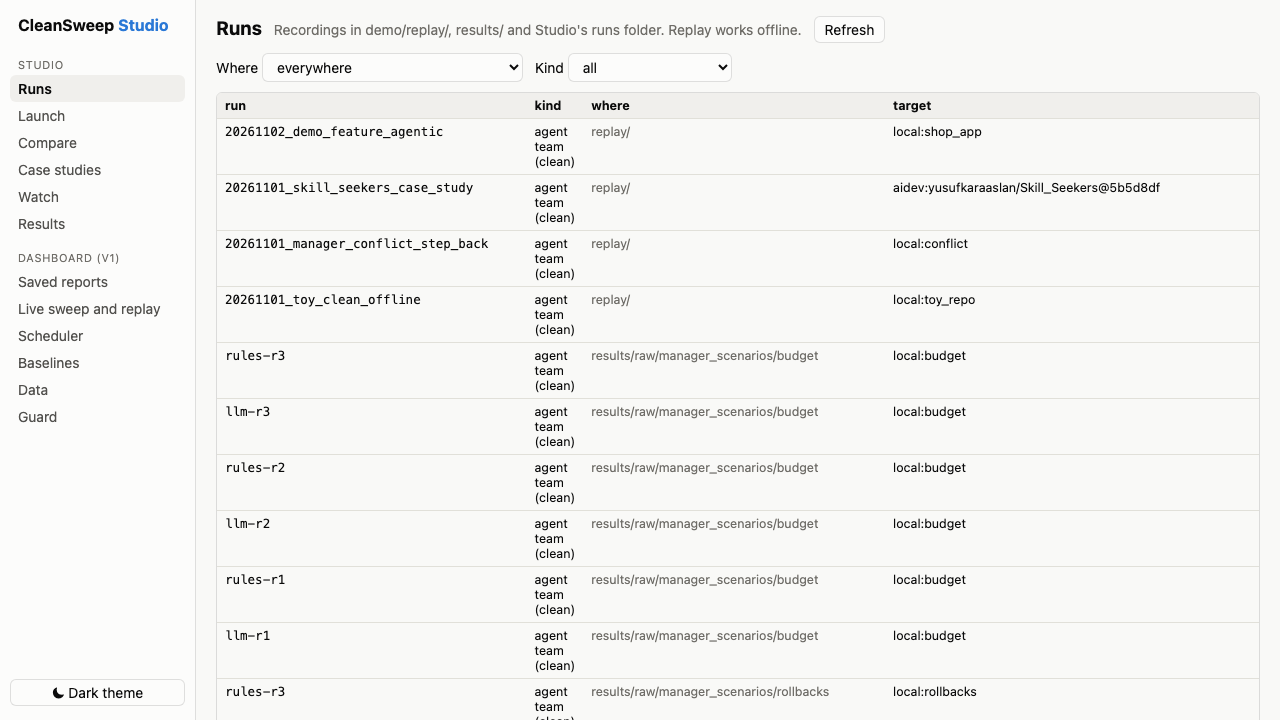 CleanSweep Studio
STUDIO
Runs
Launch
Compare
Case studies
Watch
Results
DASHBOARD (V1)
Saved reports
Live sweep and replay
Scheduler
Baselines
Data
Guard
Dark theme
Runs Recordings in demo/replay/, results/ and Studio's runs folder. Replay works offline. Refresh
Where everywhere Kind all
run kind where target
20261102_demo_feature_agentic agent replay/ local:shop_app
team
(clean)
20261101_skill_seekers_case_study agent replay/ aidev:yusufkaraaslan/Skill_Seekers@5b5d8df
team
(clean)
20261101_manager_conflict_step_back agent replay/ local:conflict
team
(clean)
20261101_toy_clean_offline agent replay/ local:toy_repo
team
(clean)
rules-r3 agent results/raw/manager_scenarios/budget local:budget
team
(clean)
llm-r3 agent results/raw/manager_scenarios/budget local:budget
team
(clean)
rules-r2 agent results/raw/manager_scenarios/budget local:budget
team
(clean)
llm-r2 agent results/raw/manager_scenarios/budget local:budget
team
(clean)
rules-r1 agent results/raw/manager_scenarios/budget local:budget
team
(clean)
llm-r1 agent results/raw/manager_scenarios/budget local:budget
team
(clean)
rules-r3 agent results/raw/manager_scenarios/rollbacks local:rollbacks
team